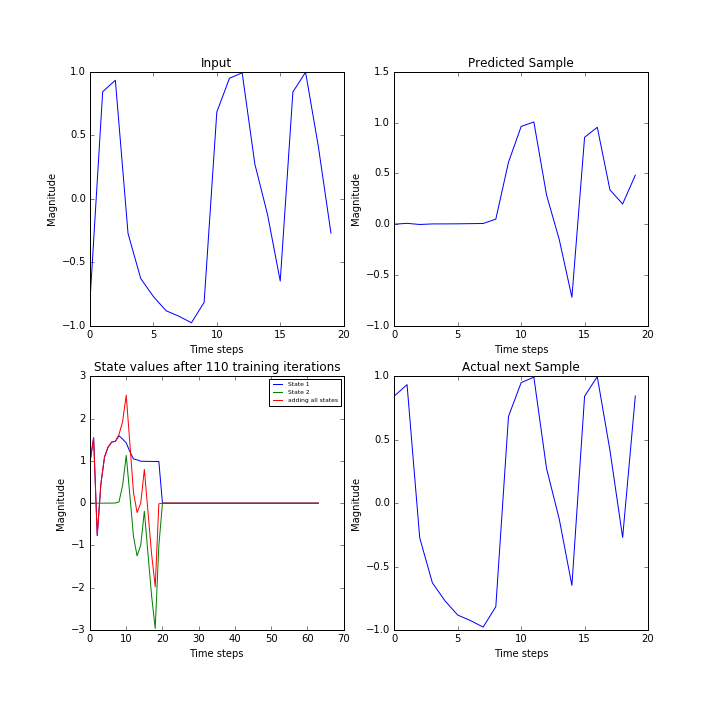 Input
1.0
0.5
0.0
−0.5
−1.0
Magnitude
0 5 10 15 20
Time steps
Predicted Sample
1.5
1.0
0.5
0.0
−0.5
−1.0
Magnitude
0 5 10 15 20
Time steps
State values after 110 training iterations
3
2
1
0
−1
−2
−3
Magnitude
State 1
State 2
adding all states
0 10 20 30 40 50 60 70
Time steps
Actual next Sample
1.0
0.5
0.0
−0.5
−1.0
Magnitude
0 5 10 15 20
Time steps